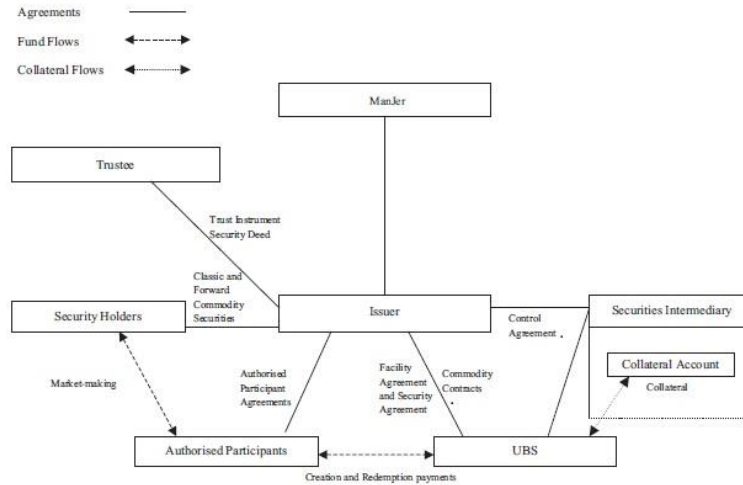 Agreements
Fund Flows
Collateral Flows
ManJer
Trustee
Trust Instrument
Security Deed
Classic and
Forward
Commodity
Securities
Security Holders
Issuer
Securities Intermediary
Control
Agreement
Collateral Account
Collateral
Market-making
Authorised
Participant
Agreements
Facility
Agreement
and Security
Agreement
Commodity
Contracts
Authorised Participants
UBS
Creation and Redemption payments